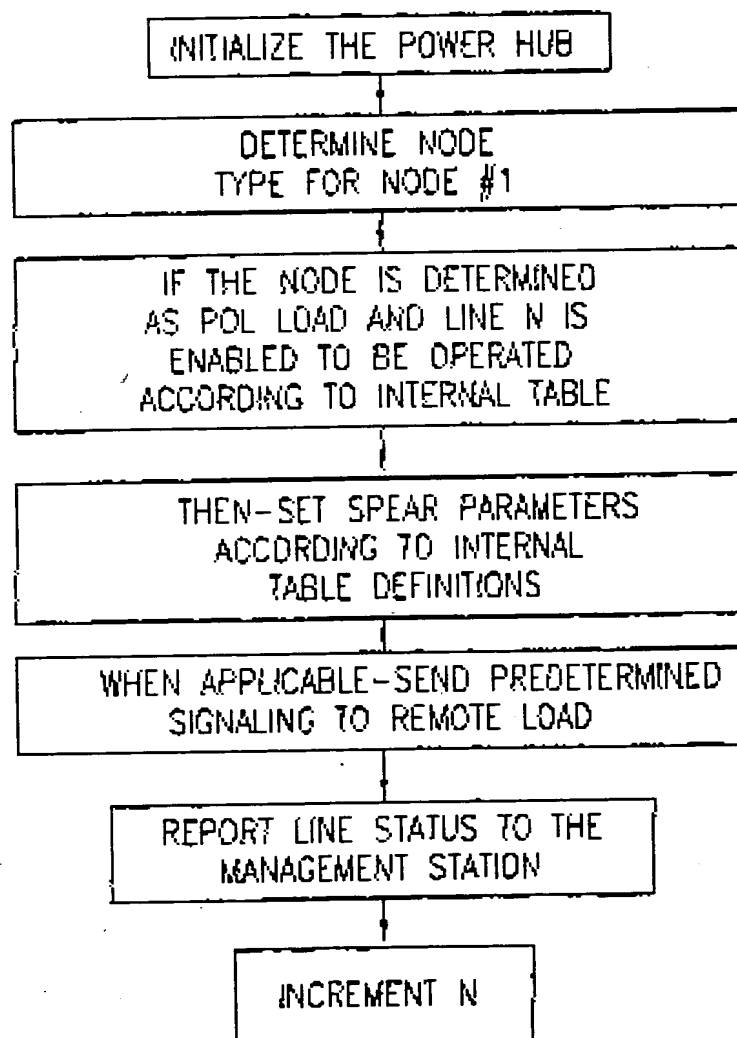 INITIALIZE THE POWER HUB
DETERMINE NODE
TYPE FOR NODE #1
IF THE NODE IS DETERMINED
AS POL LOAD AND LINE N IS
ENABLED TO BE OPERATED
ACCORDING TO INTERNAL TABLE
THEN-SET SPEAR PARAMETERS
ACCORDING TO INTERNAL
TABLE DEFINITIONS
WHEN APPLICABLE-SEND PREDETERMINED
SIGNALING TO REMOTE LOAD
REPORT LINE STATUS TO THE
MANAGEMENT STATION
INCREMENT N